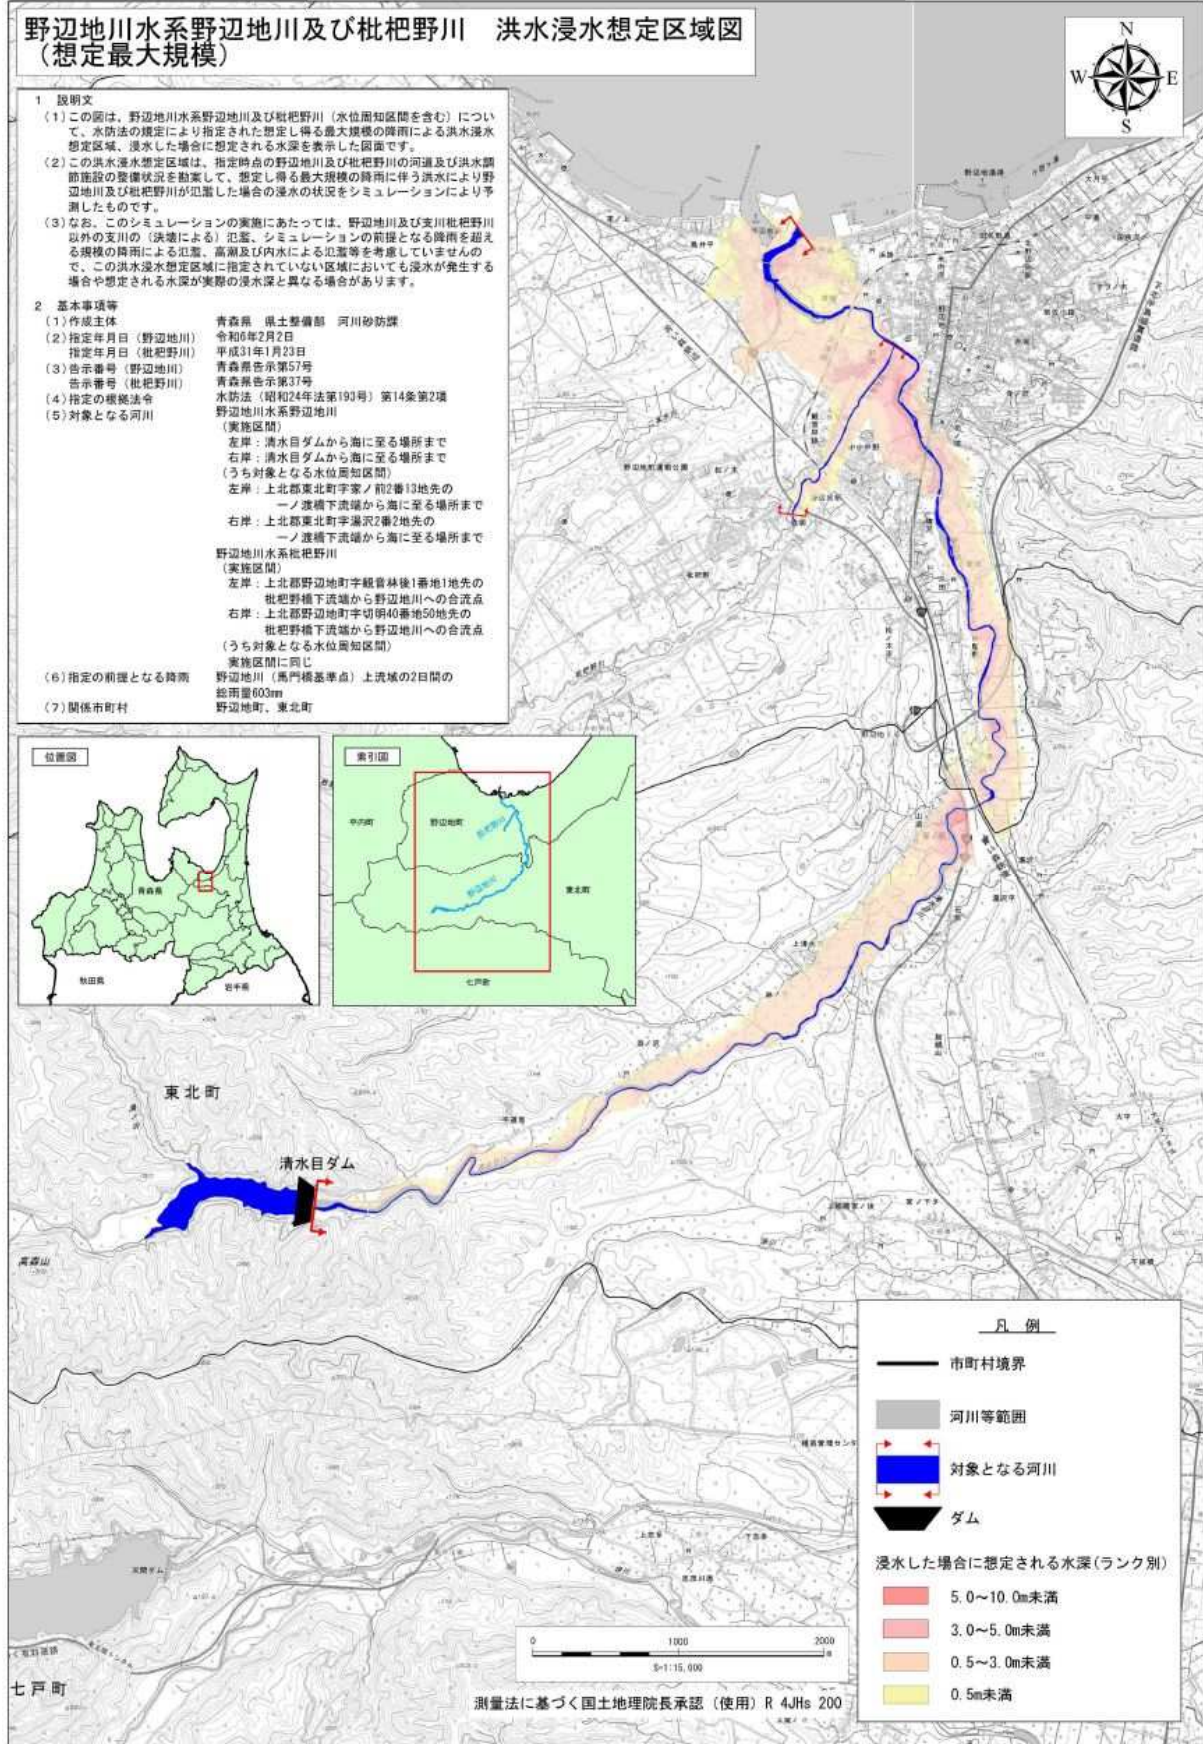 野辺地川水系野辺地川及び枇杷野川　洪水浸水想定区域図
（想定最大規模）
N
W
E
S
1　説明文
(1)この図は、野辺地川水系野辺地川及び枇杷野川（水位周知区間を含む）につい
て、水防法の規定により指定された想定し得る最大規模の降雨による洪水浸水
想定区域、浸水した場合に想定される水深を表示した図面です。
(2)この洪水浸水想定区域は、指定時点の野辺地川及び枇杷野川の河道及び洪水調
節施設の整備状況を勘案して、想定し得る最大規模の降雨に伴う洪水により野
辺地川及び枇杷野川が氾濫した場合の浸水の状況をシミュレーションにより予
測したものです。
(3)なお、このシミュレーションの実施にあたっては、野辺地川及び支川枇杷野川
以外の支川の（決壊による）氾濫、シミュレーションの前提となる降雨を超え
る規模の降雨による氾濫、高潮及び内水による氾濫等を考慮していませんの
で、この洪水浸水想定区域に指定されていない区域においても浸水が発生する
場合や想定される水深が実際の浸水深と異なる場合があります。
2　基本事項等
(1)作成主体　青森県　県土整備部　河川砂防課
(2)指定年月日（野辺地川）　令和6年2月2日
指定年月日（枇杷野川）　平成31年1月23日
(3)告示番号（野辺地川）　青森県告示第57号
告示番号（枇杷野川）　青森県告示第37号
(4)指定の根拠法令　水防法（昭和24年法第193号）第14条第2項
(5)対象となる河川　野辺地川水系野辺地川
（実施区間）
左岸：清水目ダムから海に至る場所まで
右岸：清水目ダムから海に至る場所まで
（うち対象となる水位周知区間）
左岸：上北郡東北町字家ノ前2番13地先の
一ノ渡橋下流端から海に至る場所まで
右岸：上北郡東北町字湯沢2番2地先の
一ノ渡橋下流端から海に至る場所まで
野辺地川水系枇杷野川
（実施区間）
左岸：上北郡野辺地町字観音林後1番地1地先の
枇杷野橋下流端から野辺地川への合流点
右岸：上北郡野辺地町字切明40番地50地先の
枇杷野橋下流端から野辺地川への合流点
（うち対象となる水位周知区間）
実施区間に同じ
(6)指定の前提となる降雨　野辺地川（馬門橋基準点）上流域の2日間の
総雨量603mm
(7)関係市町村　野辺地町、東北町
位置図
青森県
秋田県
岩手県
索引図
平内町
野辺地町
枇杷野川
野辺地川
東北町
七戸町
東北町
清水目ダム
高森山
天間ダム
七戸町
凡　例
市町村境界
河川等範囲
対象となる河川
ダム
浸水した場合に想定される水深(ランク別)
5.0～10.0m未満
3.0～5.0m未満
0.5～3.0m未満
0.5m未満
0　1000　2000
S=1:15,000
測量法に基づく国土地理院長承認（使用）R 4JHs 200